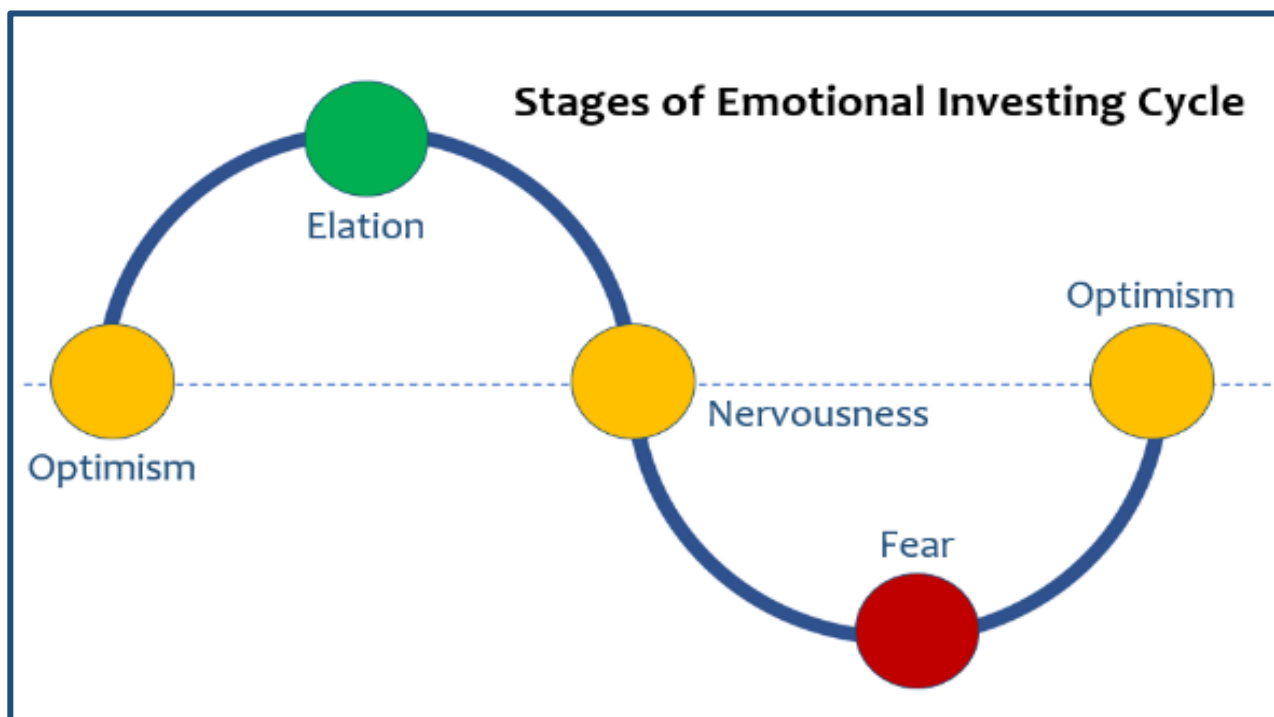 Stages of Emotional Investing Cycle
Elation
Optimism
Optimism
Nervousness
Fear